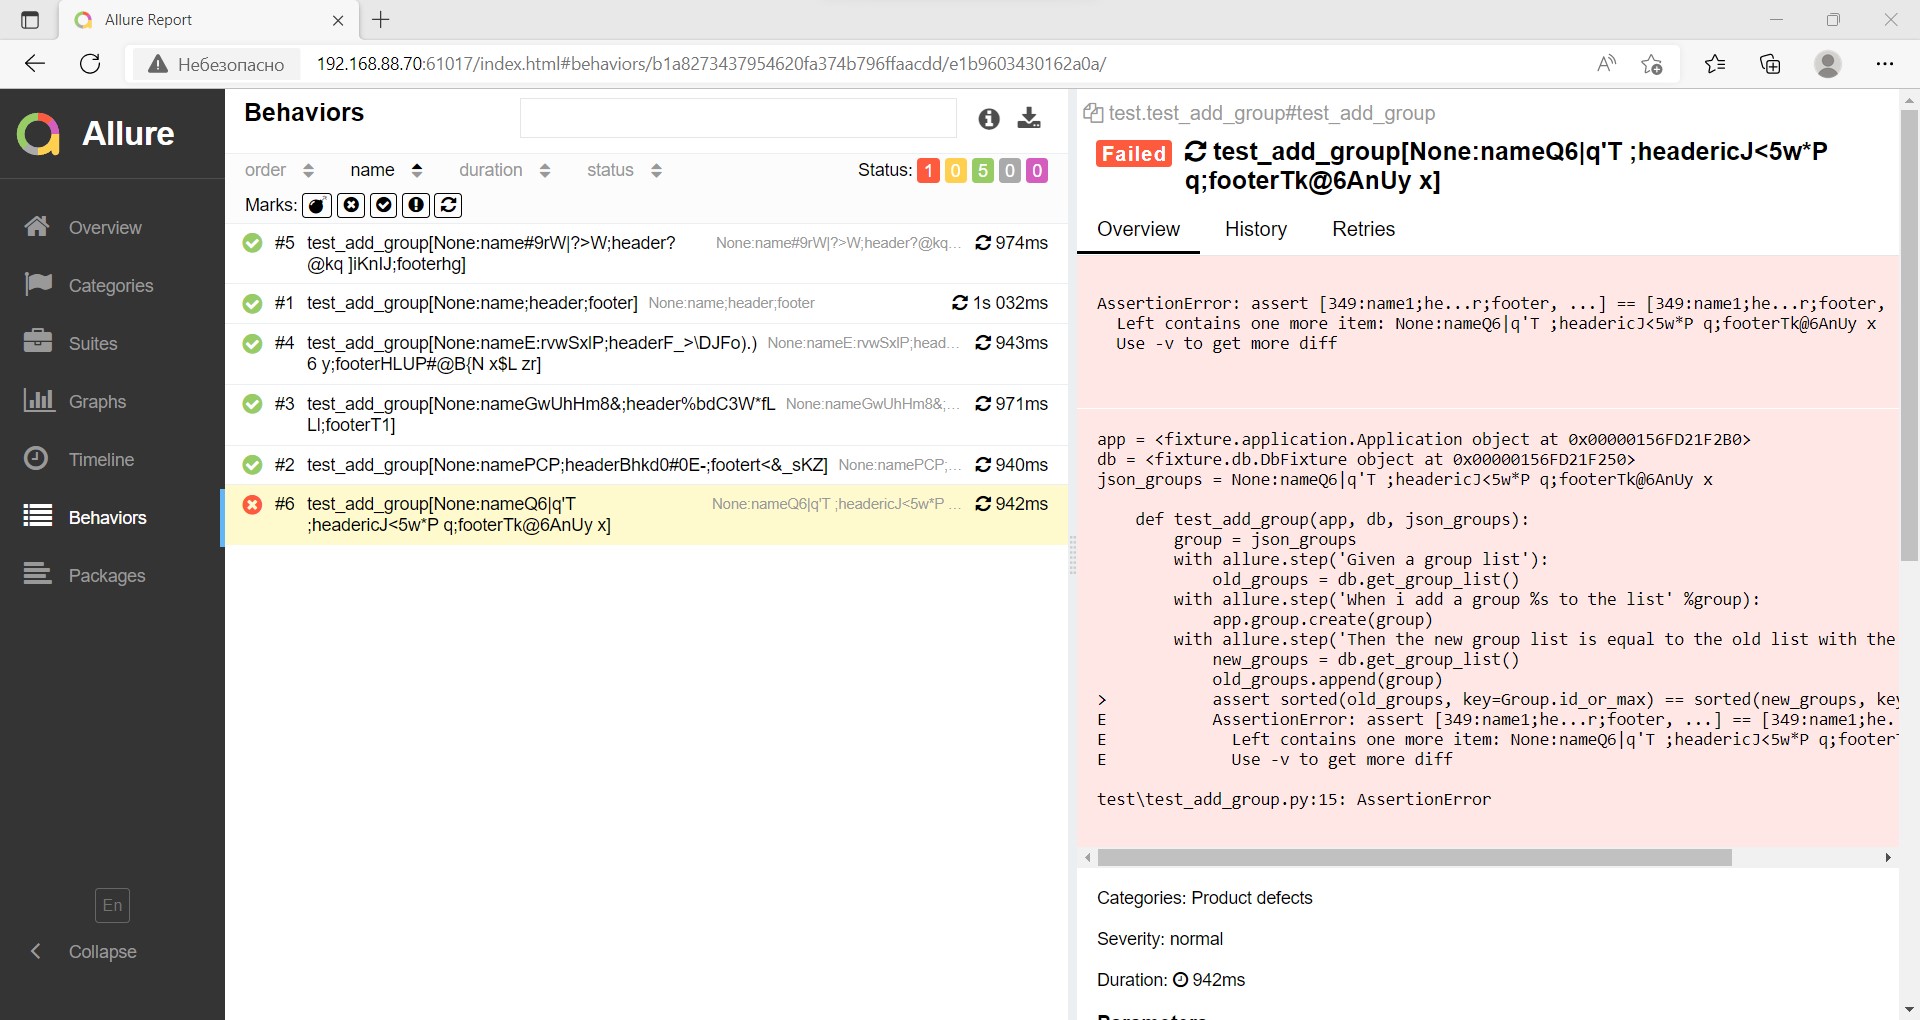 Allure Report
Небезопасно
192.168.88.70:61017/index.html#behaviors/b1a8273437954620fa374b796ffaacdd/e1b9603430162a0a/
Allure
Overview
Categories
Suites
Graphs
Timeline
Behaviors
Packages
En
Collapse
Behaviors
order name duration status Status: 1 0 5 0 0
Marks:
#5 test_add_group[None:name#9rW|?>W;header? None:name#9rW|?>W;header?@kq... 974ms
@kq ]iKnIJ;footerhg]
#1 test_add_group[None:name;header;footer] None:name;header;footer 1s 032ms
#4 test_add_group[None:nameE:rvwSxIP;headerF_>\DJFo).) None:nameE:rvwSxIP;head... 943ms
6 y;footerHLUP#@B{N x$L zr]
#3 test_add_group[None:nameGwUhHm8&;header%bdC3W*fL None:nameGwUhHm8&;... 971ms
LI;footerT1]
#2 test_add_group[None:namePCP;headerBhkd0#0E-;footert<&_sKZ] None:namePCP;... 940ms
#6 test_add_group[None:nameQ6|q'T None:nameQ6|q'T ;headericJ<5w*P ... 942ms
;headericJ<5w*P q;footerTk@6AnUy x]
test.test_add_group#test_add_group
Failed test_add_group[None:nameQ6|q'T ;headericJ<5w*P
q;footerTk@6AnUy x]
Overview History Retries
AssertionError: assert [349:name1;he...r;footer, ...] == [349:name1;he...r;footer,
Left contains one more item: None:nameQ6|q'T ;headericJ<5w*P q;footerTk@6AnUy x
Use -v to get more diff
app = <fixture.application.Application object at 0x00000156FD21F2B0>
db = <fixture.db.DbFixture object at 0x00000156FD21F250>
json_groups = None:nameQ6|q'T ;headericJ<5w*P q;footerTk@6AnUy x
def test_add_group(app, db, json_groups):
group = json_groups
with allure.step('Given a group list'):
old_groups = db.get_group_list()
with allure.step('When i add a group %s to the list' %group):
app.group.create(group)
with allure.step('Then the new group list is equal to the old list with the
new_groups = db.get_group_list()
old_groups.append(group)
> assert sorted(old_groups, key=Group.id_or_max) == sorted(new_groups, key
E AssertionError: assert [349:name1;he...r;footer, ...] == [349:name1;he.
E Left contains one more item: None:nameQ6|q'T ;headericJ<5w*P q;footer
E Use -v to get more diff
test\test_add_group.py:15: AssertionError
Categories: Product defects
Severity: normal
Duration: 942ms